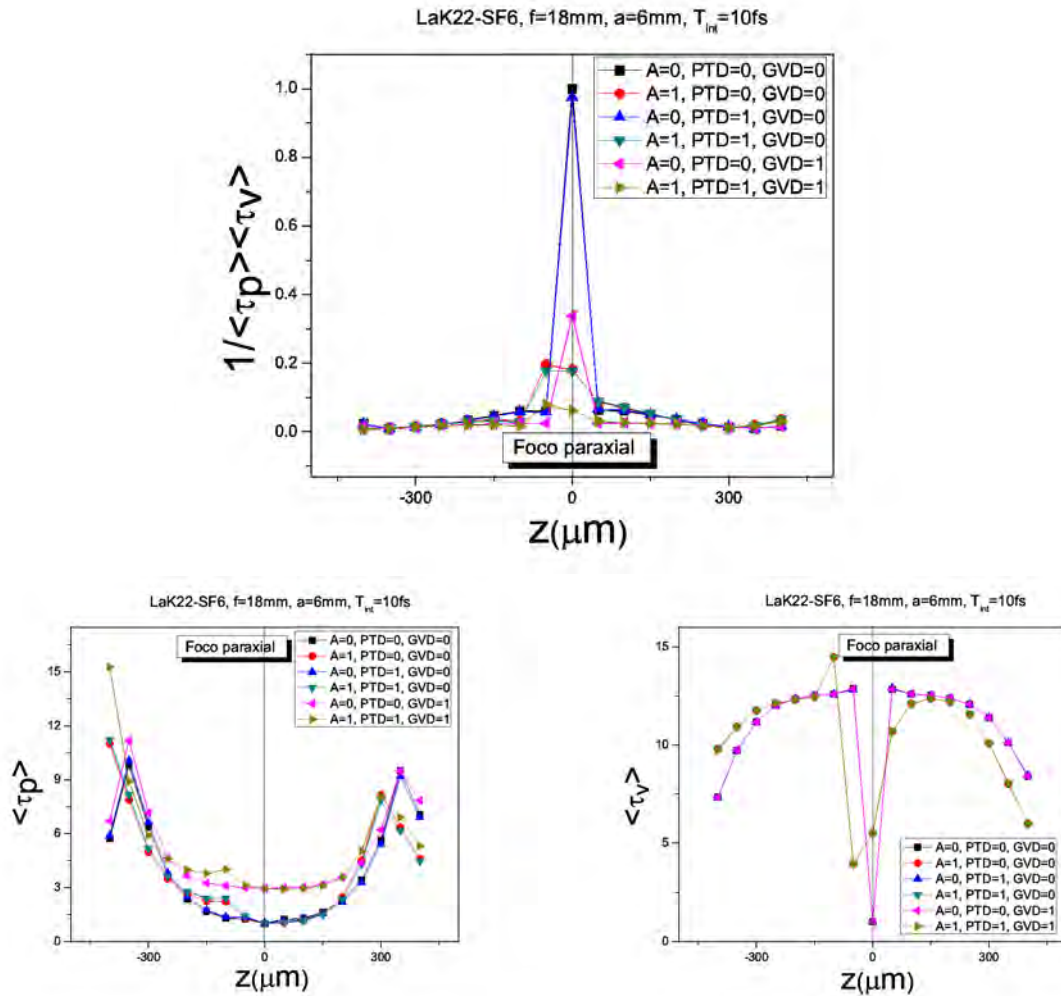 LaK22-SF6, f=18mm, a=6mm, T_int=10fs
1/<τp><τv>
1.0
0.8
0.6
0.4
0.2
0.0
A=0, PTD=0, GVD=0
A=1, PTD=0, GVD=0
A=0, PTD=1, GVD=0
A=1, PTD=1, GVD=0
A=0, PTD=0, GVD=1
A=1, PTD=1, GVD=1
Foco paraxial
-300
0
300
z(μm)
LaK22-SF6, f=18mm, a=6mm, T_int=10fs
<τp>
15
12
9
6
3
0
Foco paraxial
A=0, PTD=0, GVD=0
A=1, PTD=0, GVD=0
A=0, PTD=1, GVD=0
A=1, PTD=1, GVD=0
A=0, PTD=0, GVD=1
A=1, PTD=1, GVD=1
-300
0
300
z(μm)
LaK22-SF6, f=18mm, a=6mm, T_int=10fs
<τv>
15
10
5
0
Foco paraxial
A=0, PTD=0, GVD=0
A=1, PTD=0, GVD=0
A=0, PTD=1, GVD=0
A=1, PTD=1, GVD=0
A=0, PTD=0, GVD=1
A=1, PTD=1, GVD=1
-300
0
300
z(μm)